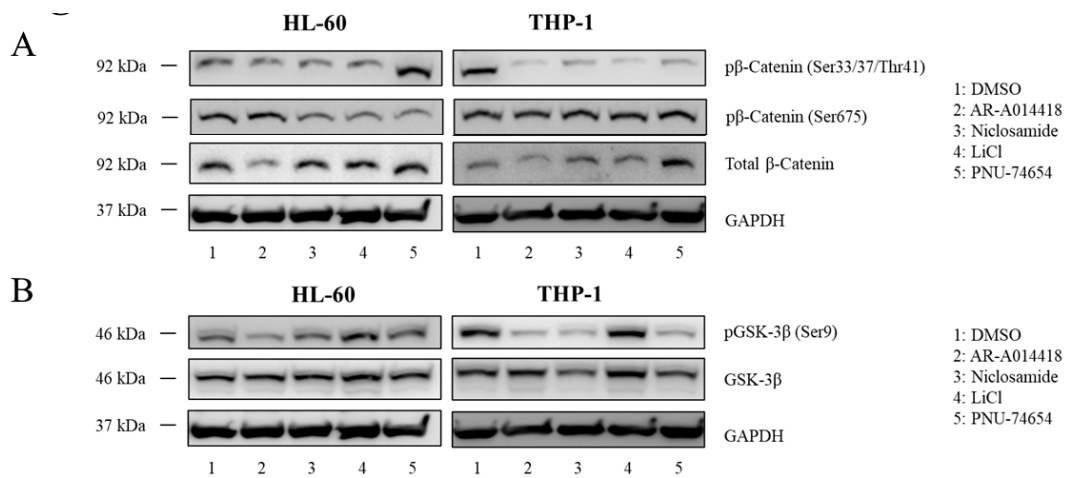 A
HL-60 THP-1
92 kDa pβ-Catenin (Ser33/37/Thr41)
92 kDa pβ-Catenin (Ser675)
92 kDa Total β-Catenin
37 kDa GAPDH
1 2 3 4 5 1 2 3 4 5
1: DMSO
2: AR-A014418
3: Niclosamide
4: LiCl
5: PNU-74654
B
HL-60 THP-1
46 kDa pGSK-3β (Ser9)
46 kDa GSK-3β
37 kDa GAPDH
1 2 3 4 5 1 2 3 4 5
1: DMSO
2: AR-A014418
3: Niclosamide
4: LiCl
5: PNU-74654